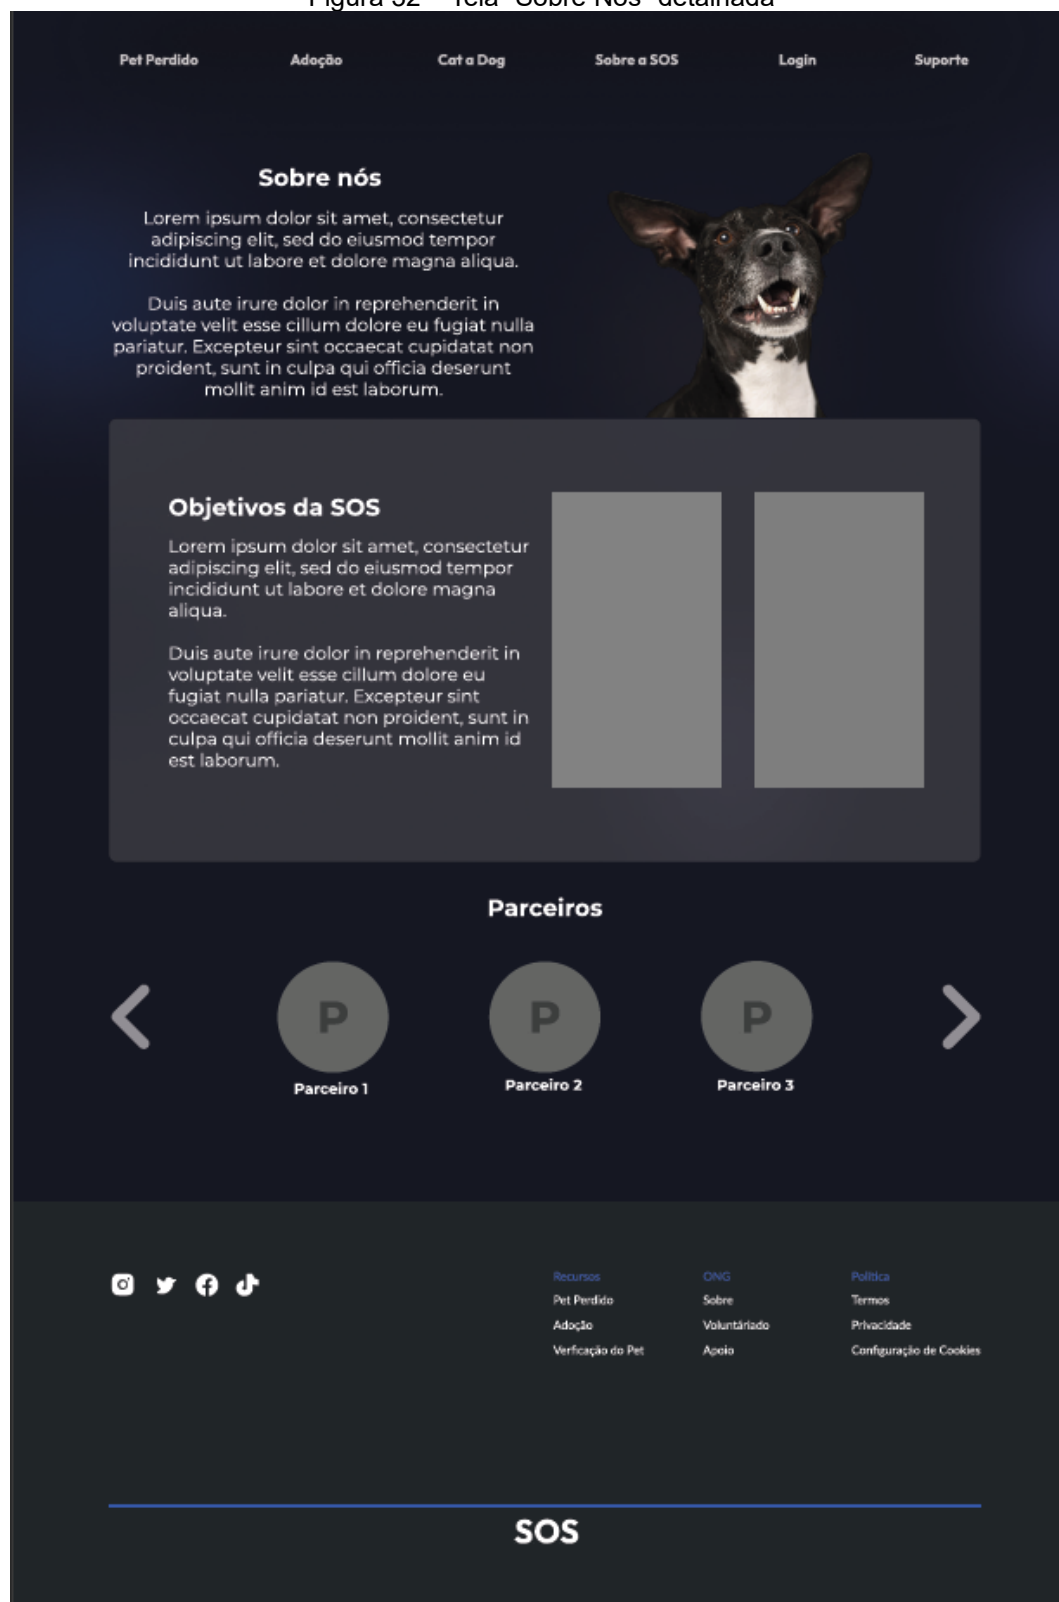 Figura 52 Tela "Sobre Nós" detalhada
Pet Perdido
Adoção
Cat a Dog
Sobre a SOS
Login
Suporte
Sobre nós
Lorem ipsum dolor sit amet, consectetur
adipiscing elit, sed do eiusmod tempor
incididunt ut labore et dolore magna aliqua.
Duis aute irure dolor in reprehenderit in
voluptate velit esse cillum dolore eu fugiat nulla
pariatur. Excepteur sint occaecat cupidatat non
proident, sunt in culpa qui officia deserunt
mollit anim id est laborum.
Objetivos da SOS
Lorem ipsum dolor sit amet, consectetur
adipiscing elit, sed do eiusmod tempor
incididunt ut labore et dolore magna
aliqua.
Duis aute irure dolor in reprehenderit in
voluptate velit esse cillum dolore eu
fugiat nulla pariatur. Excepteur sint
occaecat cupidatat non proident, sunt in
culpa qui officia deserunt mollit anim id
est laborum.
Parceiros
P
Parceiro 1
P
Parceiro 2
P
Parceiro 3
Recursos
Pet Perdido
Adoção
Verficação do Pet
ONG
Sobre
Voluntáriado
Apoio
Politica
Termos
Privacidade
Configuração de Cookies
SOS